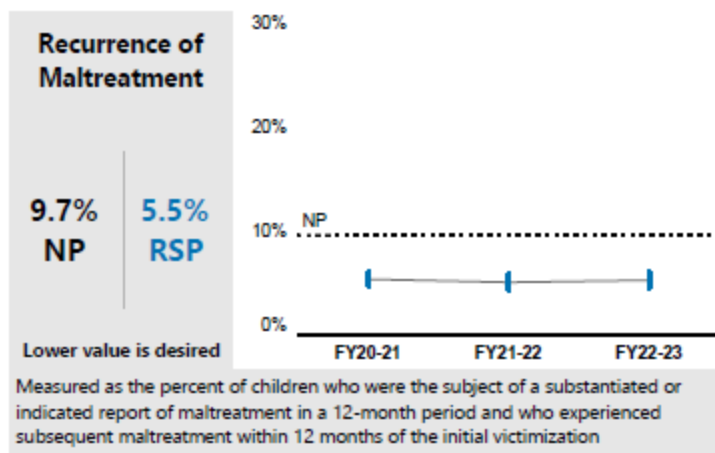 Recurrence of
Maltreatment
9.7%
NP
5.5%
RSP
Lower value is desired
30%
20%
10%
0%
NP
FY20-21
FY21-22
FY22-23
Measured as the percent of children who were the subject of a substantiated or
indicated report of maltreatment in a 12-month period and who experienced
subsequent maltreatment within 12 months of the initial victimization